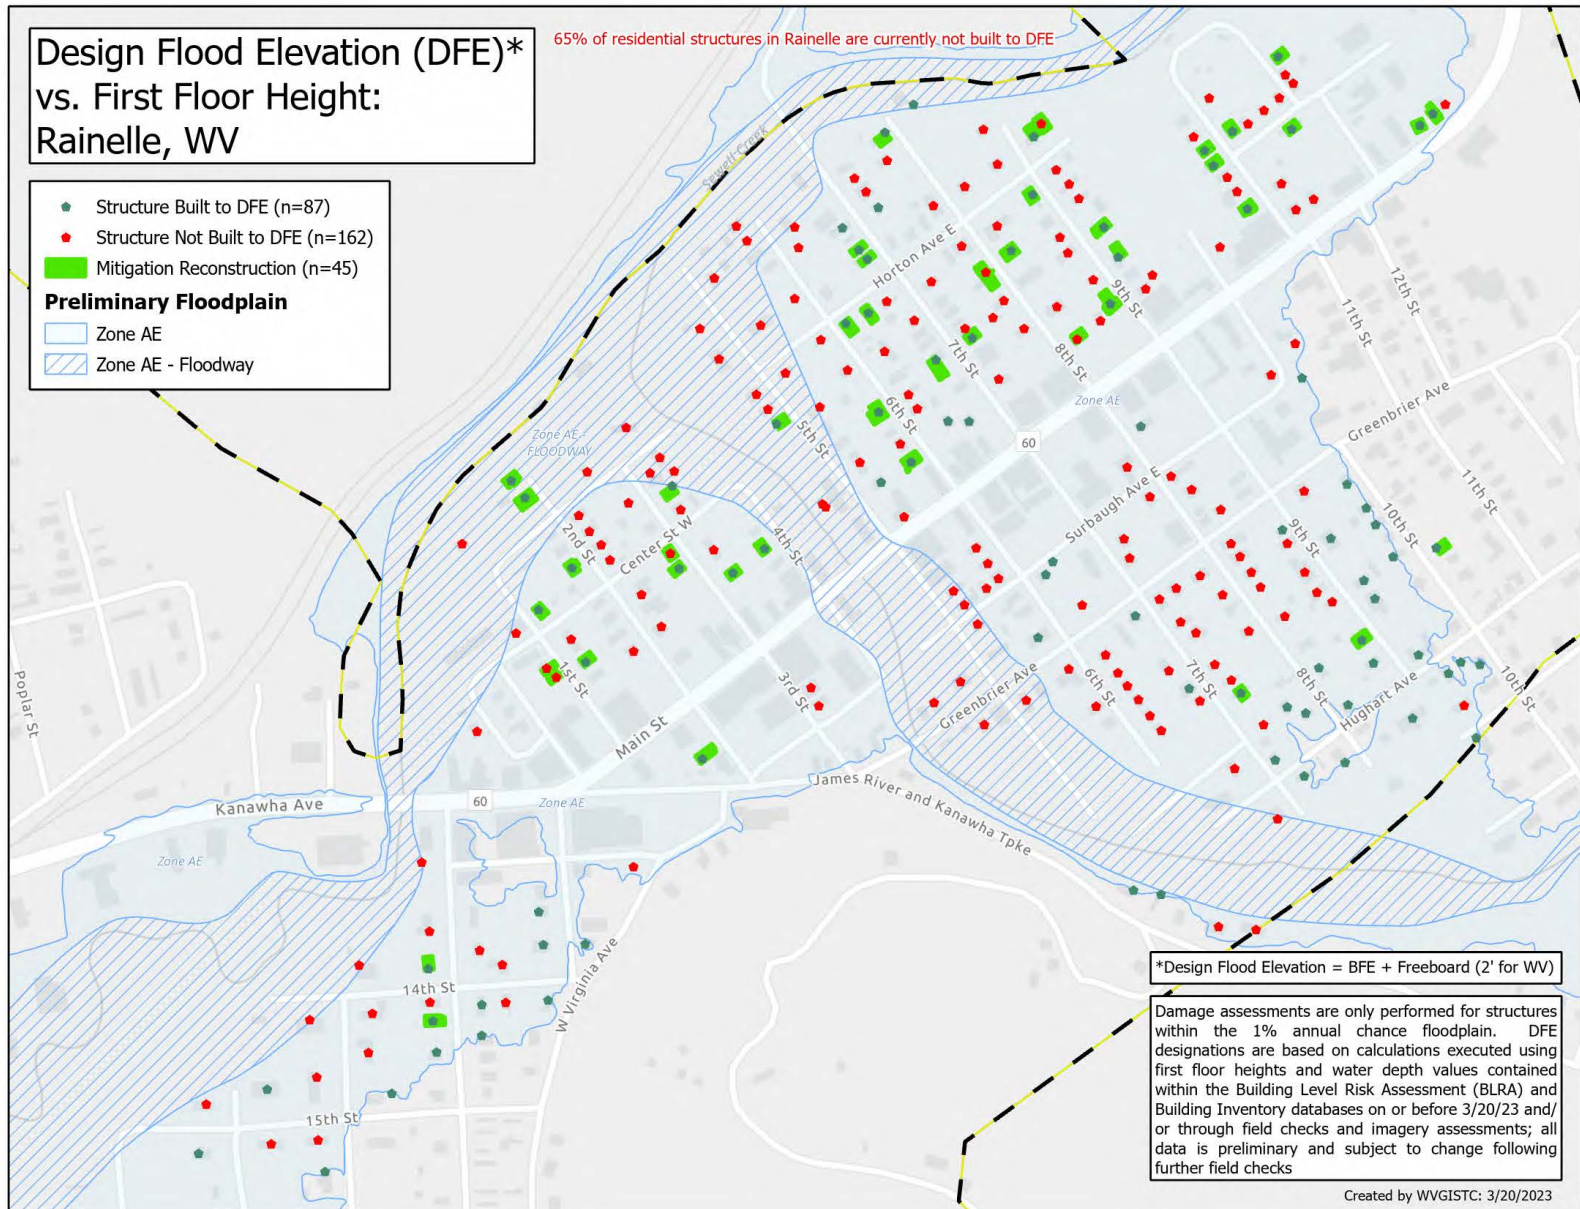 Design Flood Elevation (DFE)*
vs. First Floor Height:
Rainelle, WV
65% of residential structures in Rainelle are currently not built to DFE
Structure Built to DFE (n=87)
Structure Not Built to DFE (n=162)
Mitigation Reconstruction (n=45)
Preliminary Floodplain
Zone AE
Zone AE - Floodway
Sewell Creek
Horton Ave E
12th St
11th St
9th St
8th St
7th St
6th St
5th St
Zone AE
Greenbrier Ave
60
Zone AE -
FLOODWAY
Surbaugh Ave E
11th St
10th St
9th St
2nd St
Center St W
4th St
1st St
3rd St
Main St
Greenbrier Ave
6th St
7th St
8th St
Hughart Ave
10th St
Poplar St
Kanawha Ave
60
Zone AE
James River and Kanawha Tpke
Zone AE
14th St
W Virginia Ave
15th St
*Design Flood Elevation = BFE + Freeboard (2' for WV)
Damage assessments are only performed for structures
within the 1% annual chance floodplain. DFE
designations are based on calculations executed using
first floor heights and water depth values contained
within the Building Level Risk Assessment (BLRA) and
Building Inventory databases on or before 3/20/23 and/
or through field checks and imagery assessments; all
data is preliminary and subject to change following
further field checks
Created by WVGISTC: 3/20/2023